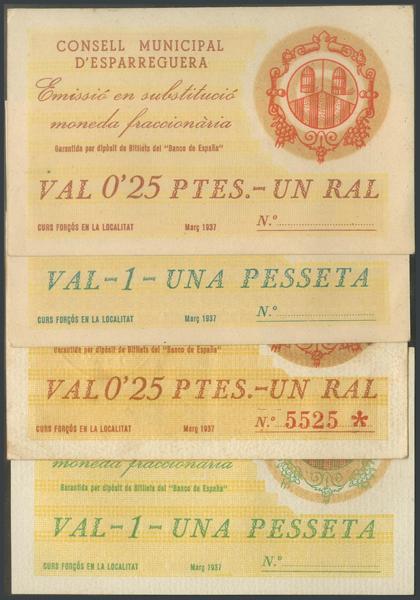 CONSELL MUNICIPAL
D'ESPARREGUERA
Emissió en substitució
moneda fraccionària
Garantida per dipòsit de Bitllets del "Banco de España"
VAL 0'25 PTES.-UN RAL
CURS FORÇÓS EN LA LOCALITAT Març 1937 N.º
VAL-1-UNA PESSETA
CURS FORÇÓS EN LA LOCALITAT Març 1937 N.º
Garantida per dipòsit de Bitllets del "Banco de España"
VAL 0'25 PTES.-UN RAL
CURS FORÇÓS EN LA LOCALITAT Març 1937 N.º 5525 *
moneda fraccionària
Garantida per dipòsit de Bitllets del "Banco de España"
VAL-1-UNA PESSETA
CURS FORÇÓS EN LA LOCALITAT Març 1937 N.º